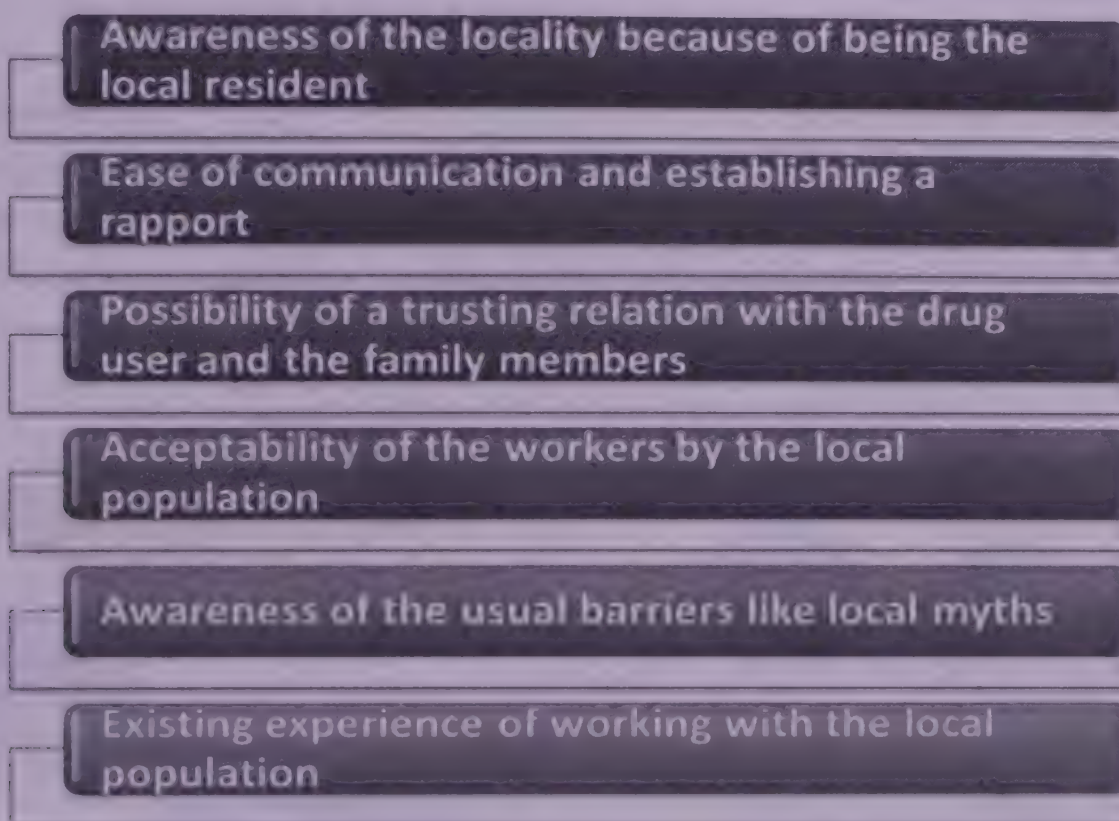 Awareness of the locality because of being the
local resident
Ease of communication and establishing a
rapport
Possibility of a trusting relation with the drug
user and the family members
Acceptability of the workers by the local
population
Awareness of the usual barriers like local myths
Existing experience of working with the local
population